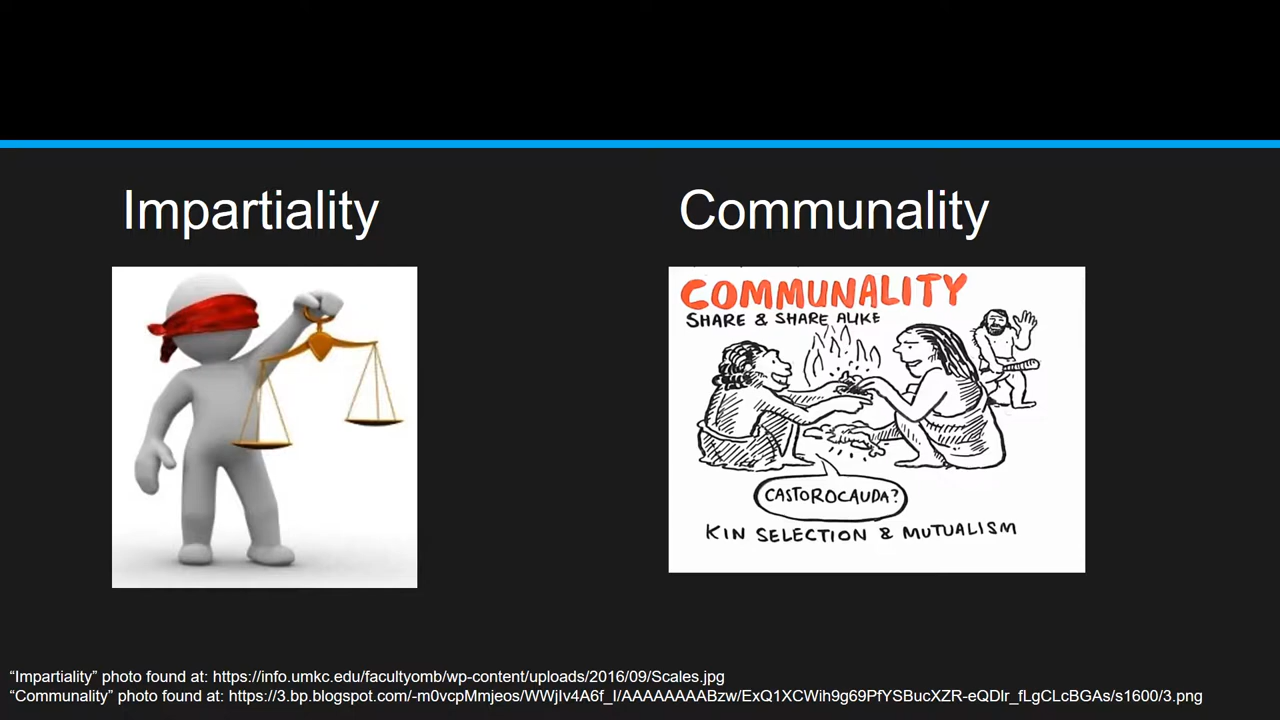 Impartiality
Communality
COMMUNALITY
SHARE & SHARE ALIKE
CASTOROCAUDA?
KIN SELECTION & MUTUALISM
“Impartiality” photo found at: https://info.umkc.edu/facultyomb/wp-content/uploads/2016/09/Scales.jpg
“Communality” photo found at: https://3.bp.blogspot.com/-m0vcpMmjeos/WWjIv4A6f_I/AAAAAAAABzw/ExQ1XCWih9g69PfYSBucXZR-eQDlr_fLgCLcBGAs/s1600/3.png